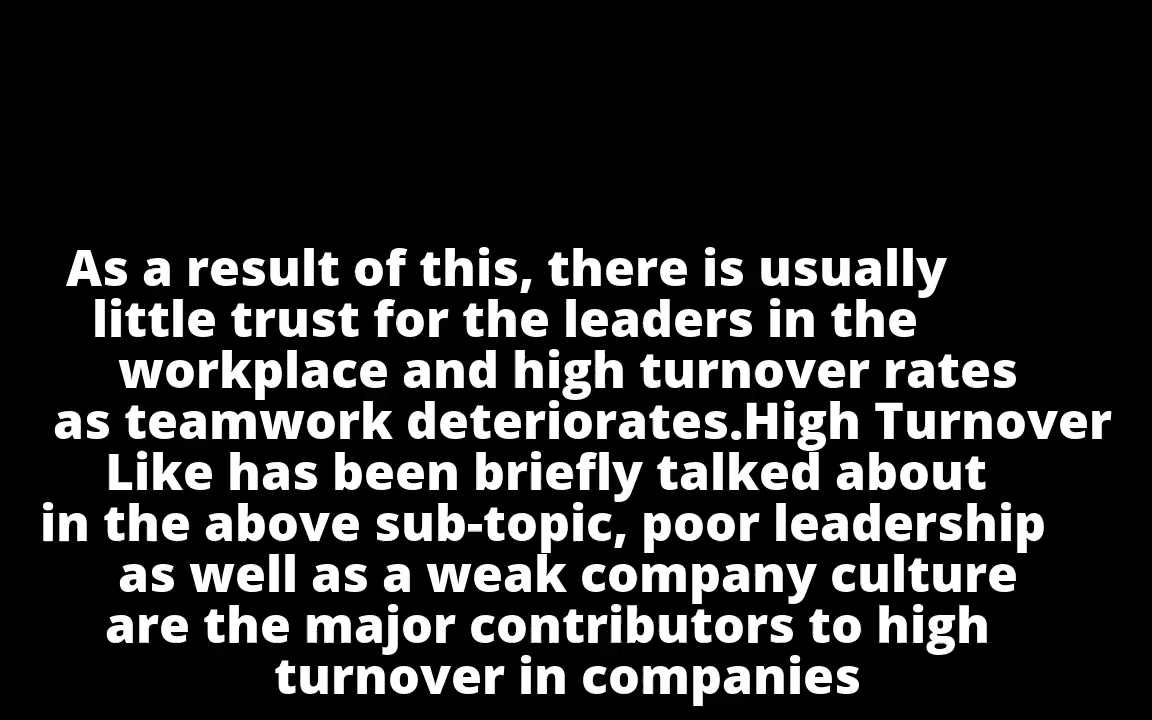 As a result of this, there is usually
little trust for the leaders in the
workplace and high turnover rates
as teamwork deteriorates.High Turnover
Like has been briefly talked about
in the above sub-topic, poor leadership
as well as a weak company culture
are the major contributors to high
turnover in companies